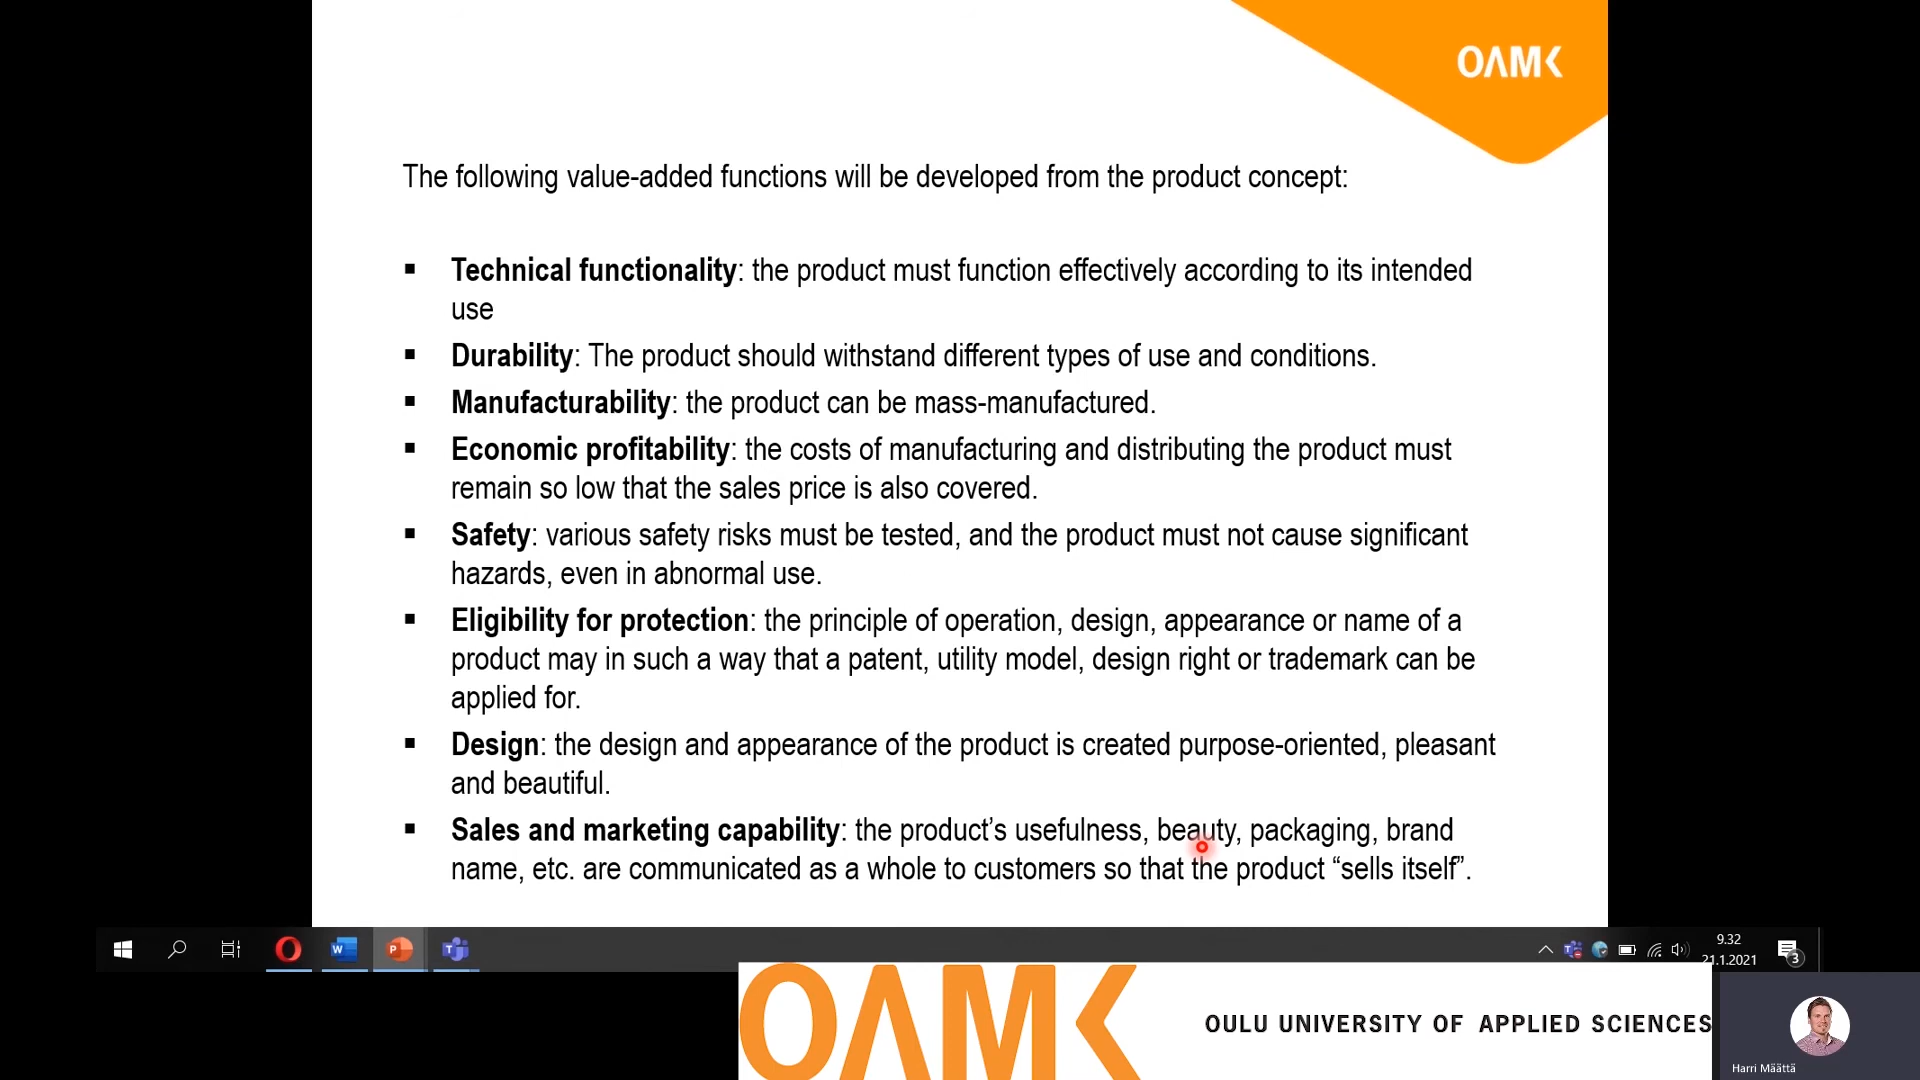 OAMK
The following value-added functions will be developed from the product concept:
▪ Technical functionality: the product must function effectively according to its intended
use
▪ Durability: The product should withstand different types of use and conditions.
▪ Manufacturability: the product can be mass-manufactured.
▪ Economic profitability: the costs of manufacturing and distributing the product must
remain so low that the sales price is also covered.
▪ Safety: various safety risks must be tested, and the product must not cause significant
hazards, even in abnormal use.
▪ Eligibility for protection: the principle of operation, design, appearance or name of a
product may in such a way that a patent, utility model, design right or trademark can be
applied for.
▪ Design: the design and appearance of the product is created purpose-oriented, pleasant
and beautiful.
▪ Sales and marketing capability: the product’s usefulness, beauty, packaging, brand
name, etc. are communicated as a whole to customers so that the product “sells itself”.
9.32
21.1.2021
3
OAMK
OULU UNIVERSITY OF APPLIED SCIENCES
Harri Määttä